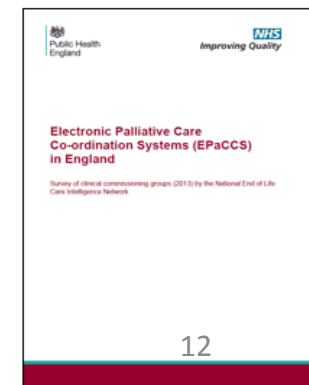 Public Health
England
NHS
Improving Quality
Electronic Palliative Care
Co-ordination Systems (EPaCCS)
in England
Survey of clinical commissioning groups (2013) by the National End of Life
Care Intelligence Network
12